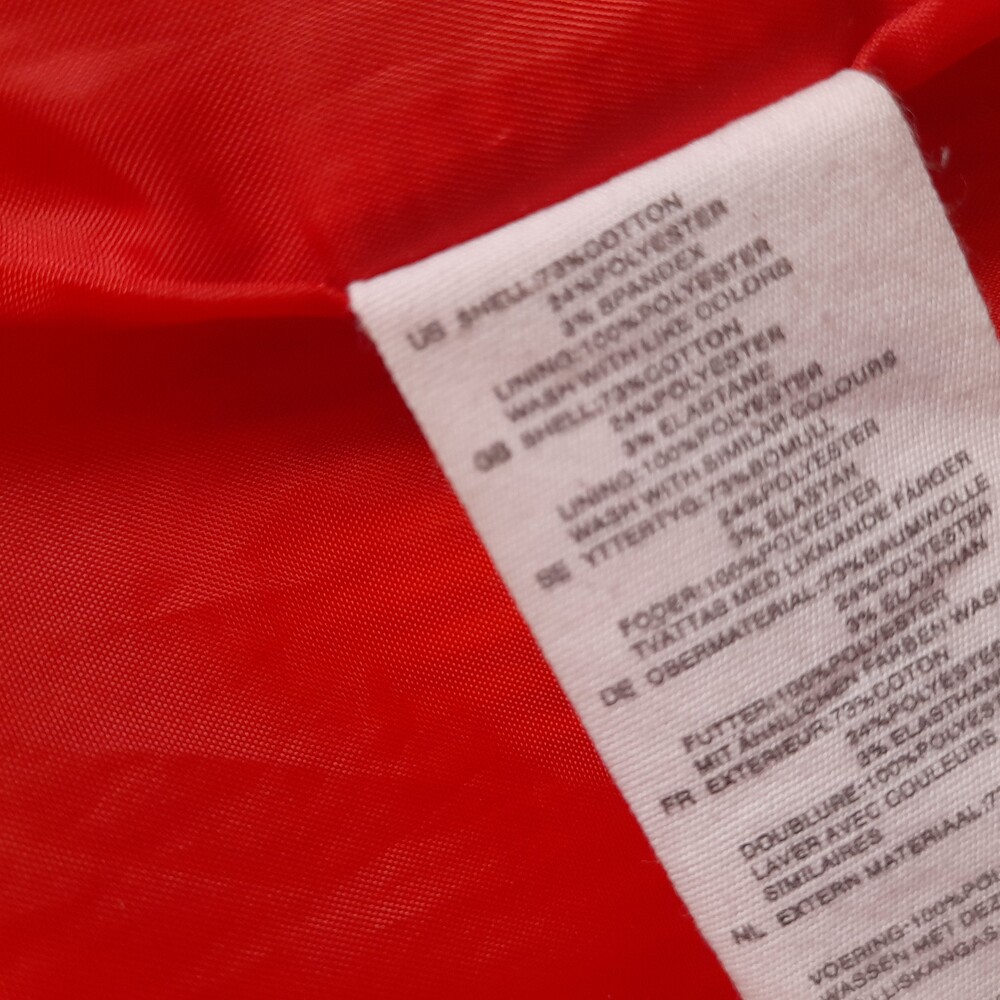 US SHELL:73%COTTON
24%POLYESTER
3% SPANDEX
LINING:100%POLYESTER
WASH WITH LIKE COLORS
GB SHELL:73%COTTON
24%POLYESTER
3% ELASTANE
LINING:100%POLYESTER
WASH WITH SIMILAR COLOURS
SE YTTERTYG:73%BOMULL
24%POLYESTER
3% ELASTAN
FODER:100%POLYESTER
TVÄTTAS MED LIKNANDE FÄRGER
DE OBERMATERIAL:73%BAUMWOLLE
24%POLYESTER
3% ELASTHAN
FUTTER:100%POLYESTER
MIT ÄHNLICHEN FARBEN
FR EXTERIEUR:73%COTON
24%POLYESTER
3% ELASTHAN
DOUBLURE:100%POLYES
LAVER AVEC COULEURS
SIMILAIRES
NL EXTERN MATERIAAL:
VOERING:100%POL
WASSEN MET DEZ